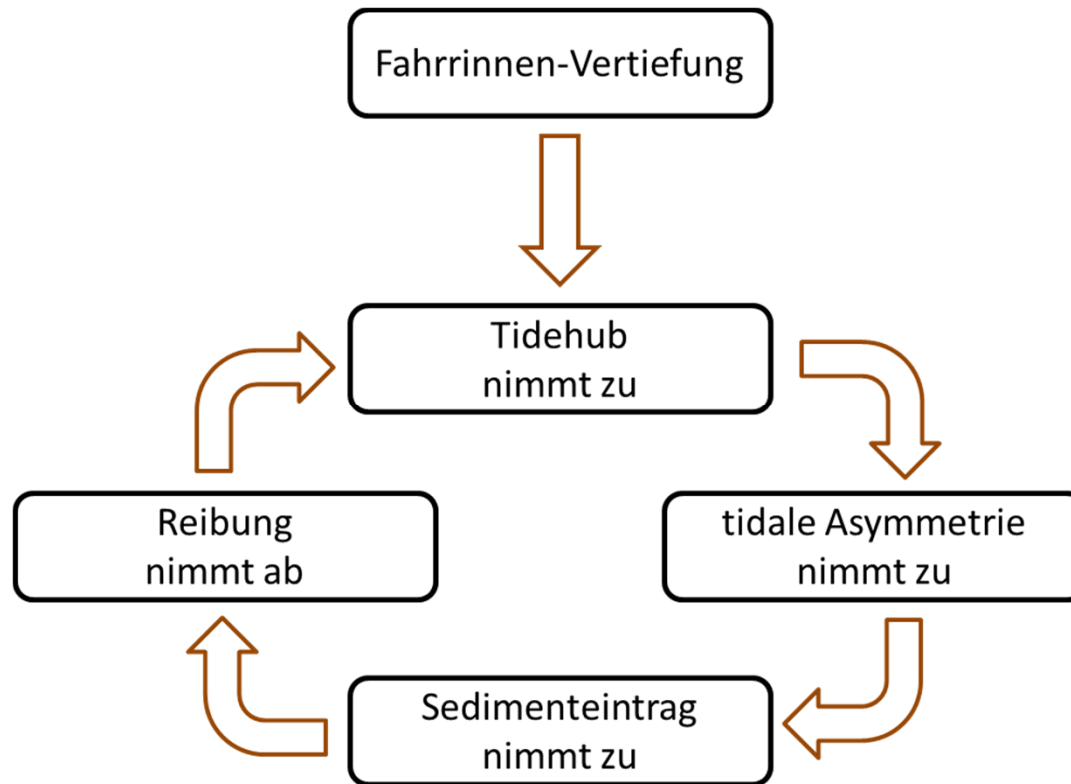 Fahrrinnen-Vertiefung
Tidehub
nimmt zu
Reibung
nimmt ab
tidale Asymmetrie
nimmt zu
Sedimenteintrag
nimmt zu